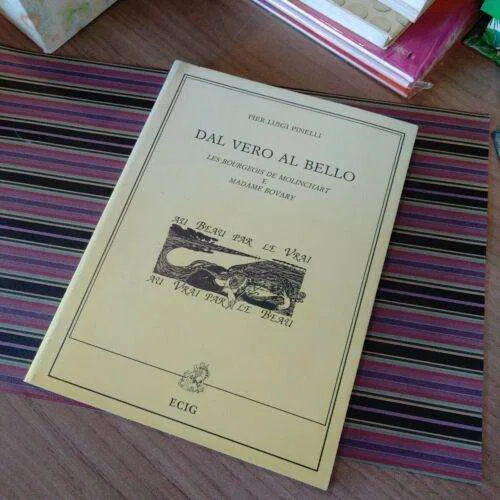 PIER LUIGI PINELLI
DAL VERO AL BELLO
LES BOURGEOIS DE MOLINCHART
E
MADAME BOVARY
AU BEAU PAR LE VRAI
AU VRAI PAR LE BEAU
ECIG